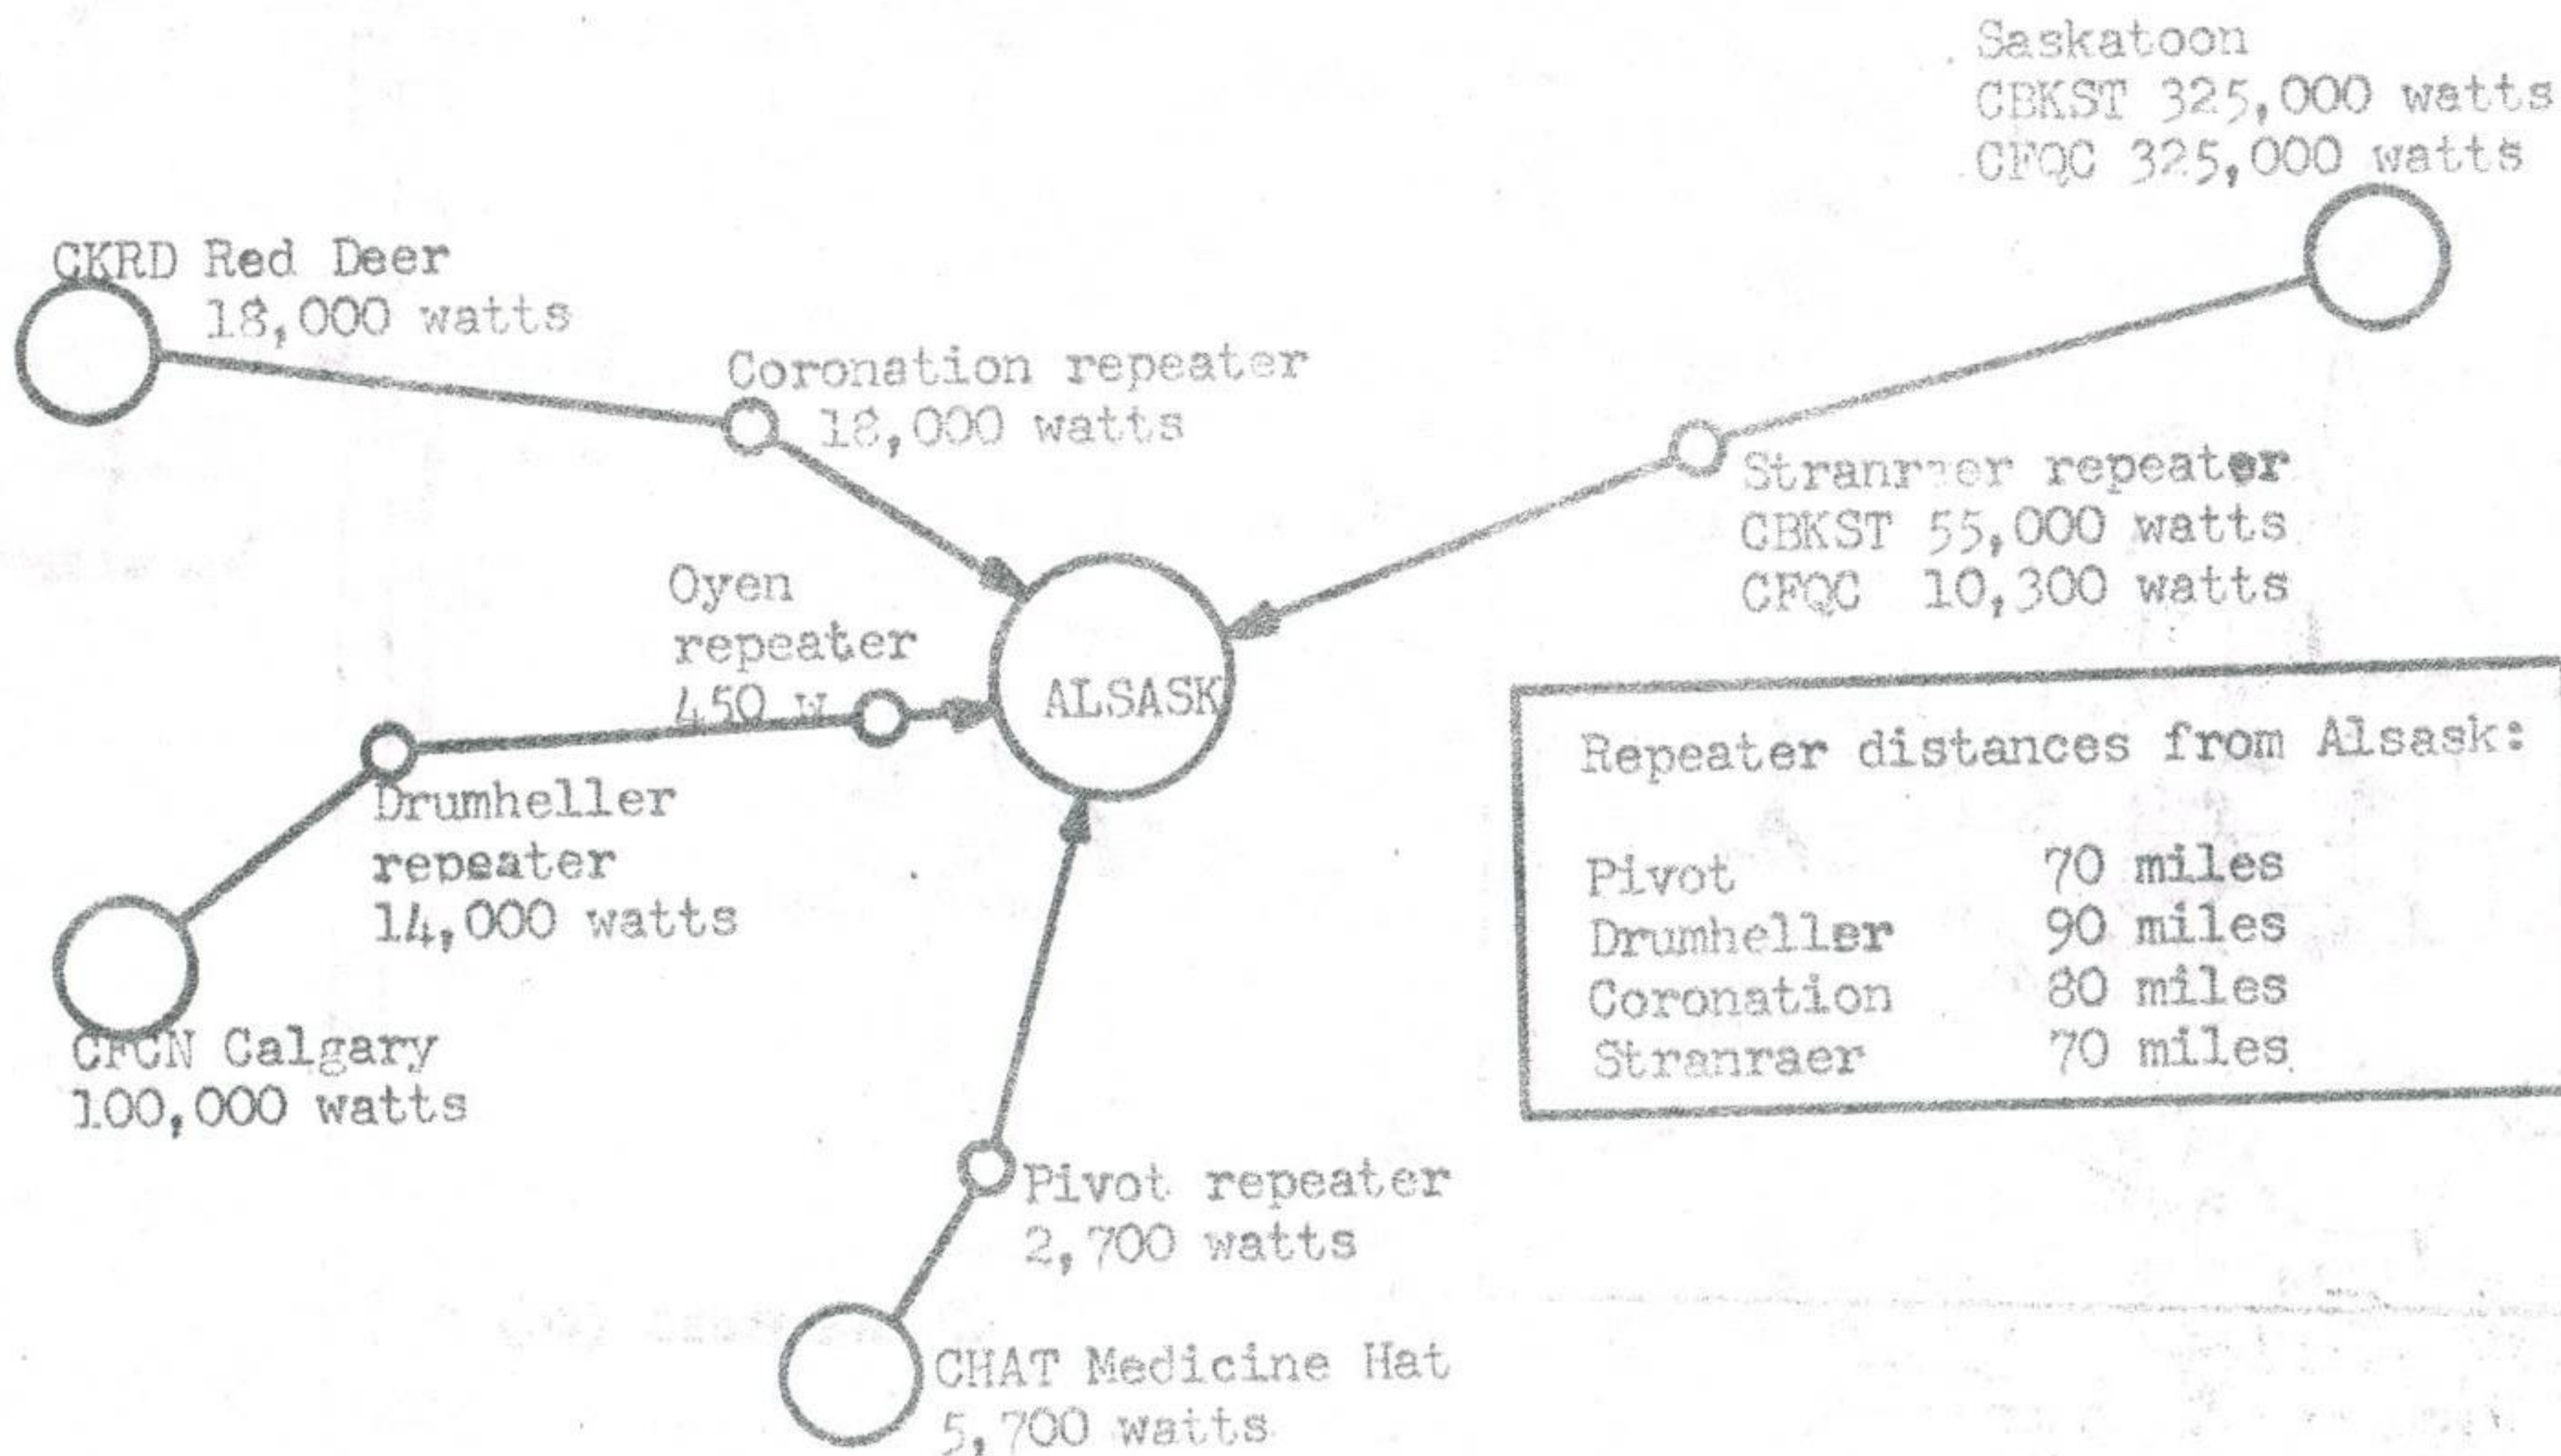 Saskatoon
CBKST 325,000 watts
CFQC 325,000 watts
CKRD Red Deer
18,000 watts
Coronation repeater
18,000 watts
Stranraer repeater
CBKST 55,000 watts
CFQC 10,300 watts
Oyen
repeater
450 w
ALSASK
Drumheller
repeater
14,000 watts
CFCN Calgary
100,000 watts
Repeater distances from Alsask:
Pivot 70 miles
Drumheller 90 miles
Coronation 80 miles
Stranraer 70 miles
Pivot repeater
2,700 watts
CHAT Medicine Hat
5,700 watts